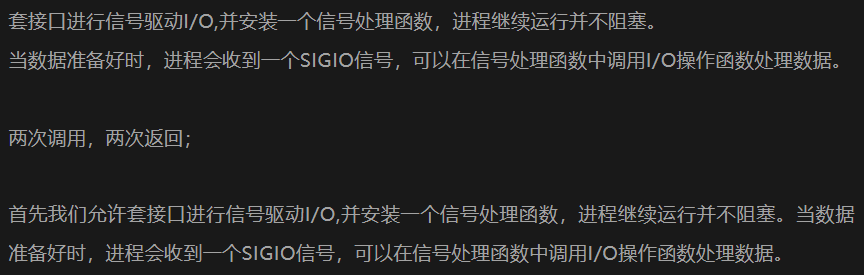 套接口进行信号驱动I/O,并安装一个信号处理函数，进程继续运行并不阻塞。
当数据准备好时，进程会收到一个SIGIO信号，可以在信号处理函数中调用I/O操作函数处理数据。
两次调用，两次返回；
首先我们允许套接口进行信号驱动I/O,并安装一个信号处理函数，进程继续运行并不阻塞。当数据
准备好时，进程会收到一个SIGIO信号，可以在信号处理函数中调用I/O操作函数处理数据。